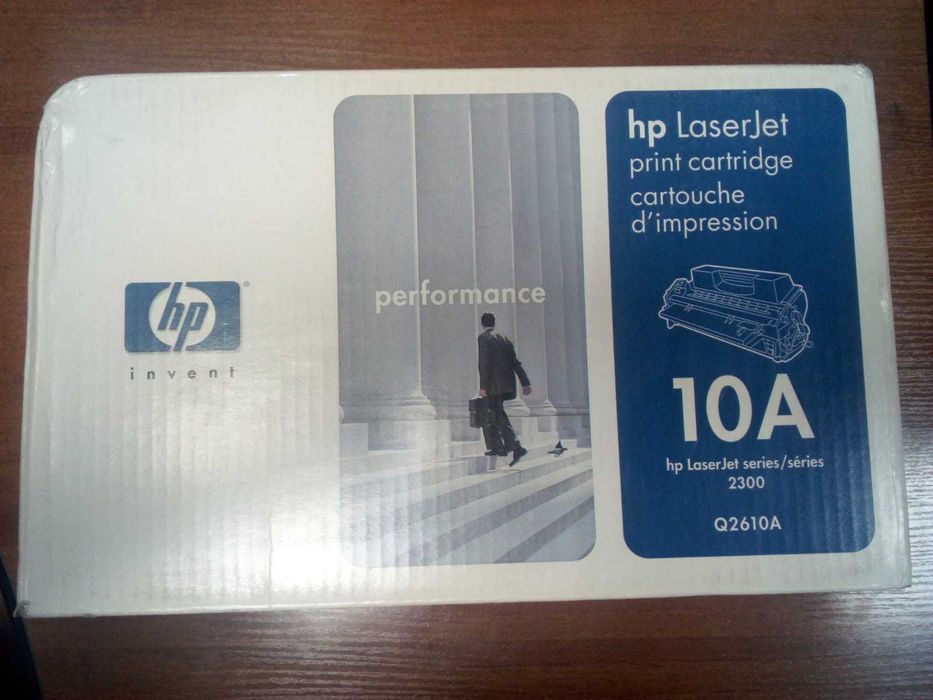 hp®
invent
performance
hp LaserJet
print cartridge
cartouche
d'impression
10A
hp LaserJet series/séries
2300
Q2610A